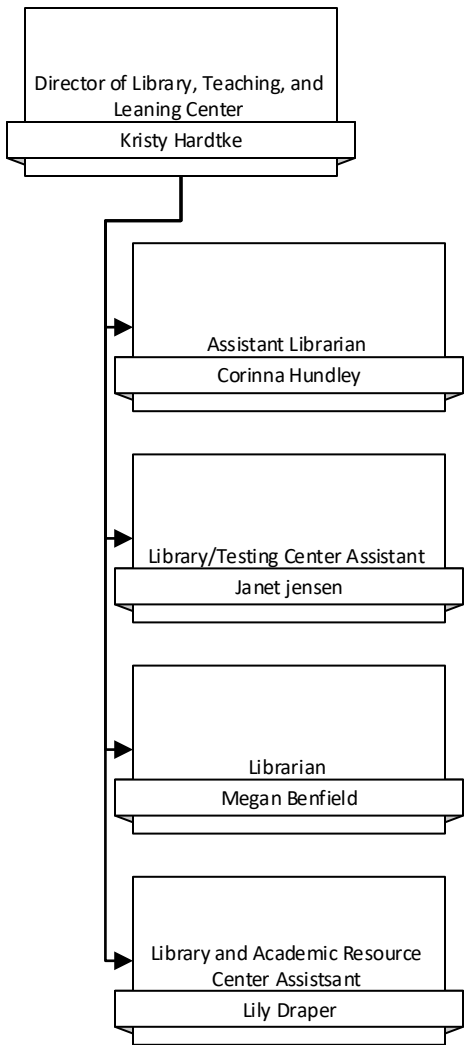 Director of Library, Teaching, and
Leaning Center
Kristy Hardtke
Assistant Librarian
Corinna Hundley
Library/Testing Center Assistant
Janet jensen
Librarian
Megan Benfield
Library and Academic Resource
Center Assistsant
Lily Draper